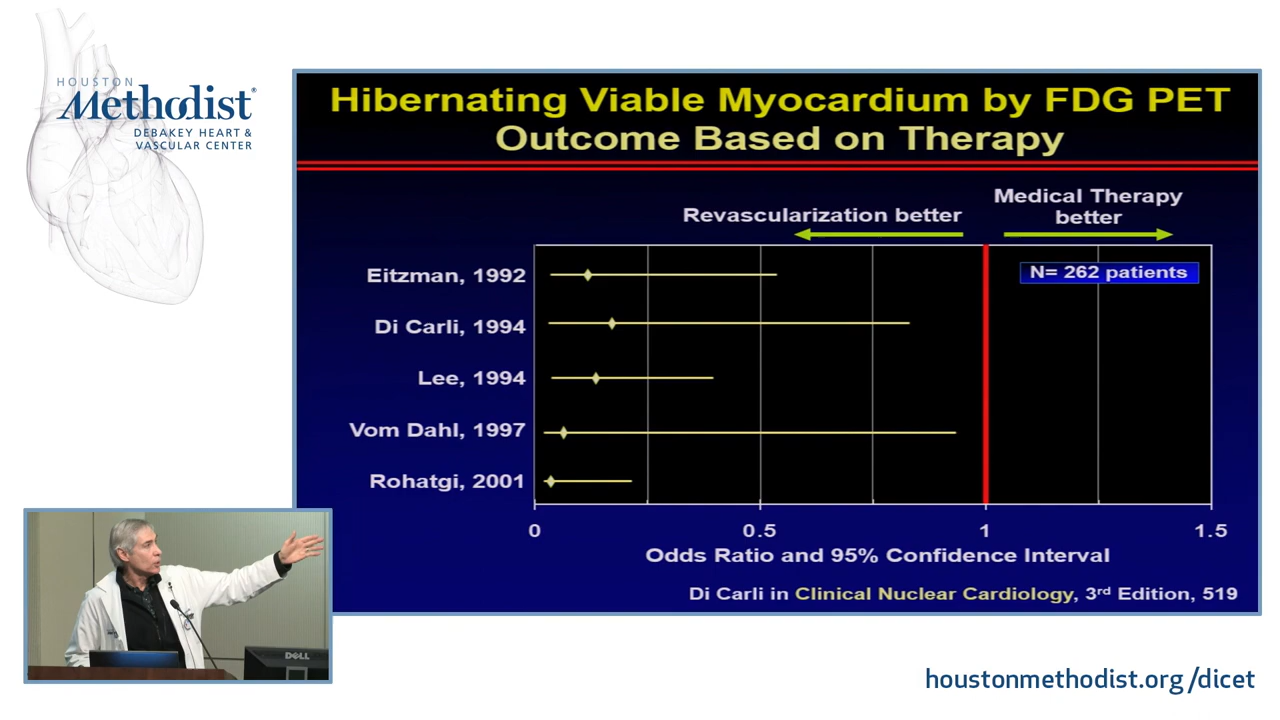 HOUSTON
Methodist®
DEBAKEY HEART &
VASCULAR CENTER
Hibernating Viable Myocardium by FDG PET
Outcome Based on Therapy
Revascularization better
Medical Therapy
better
N= 262 patients
Eitzman, 1992
Di Carli, 1994
Lee, 1994
Vom Dahl, 1997
Rohatgi, 2001
0 0.5 1 1.5
Odds Ratio and 95% Confidence Interval
Di Carli in Clinical Nuclear Cardiology, 3rd Edition, 519
DELL
houstonmethodist.org/dicet